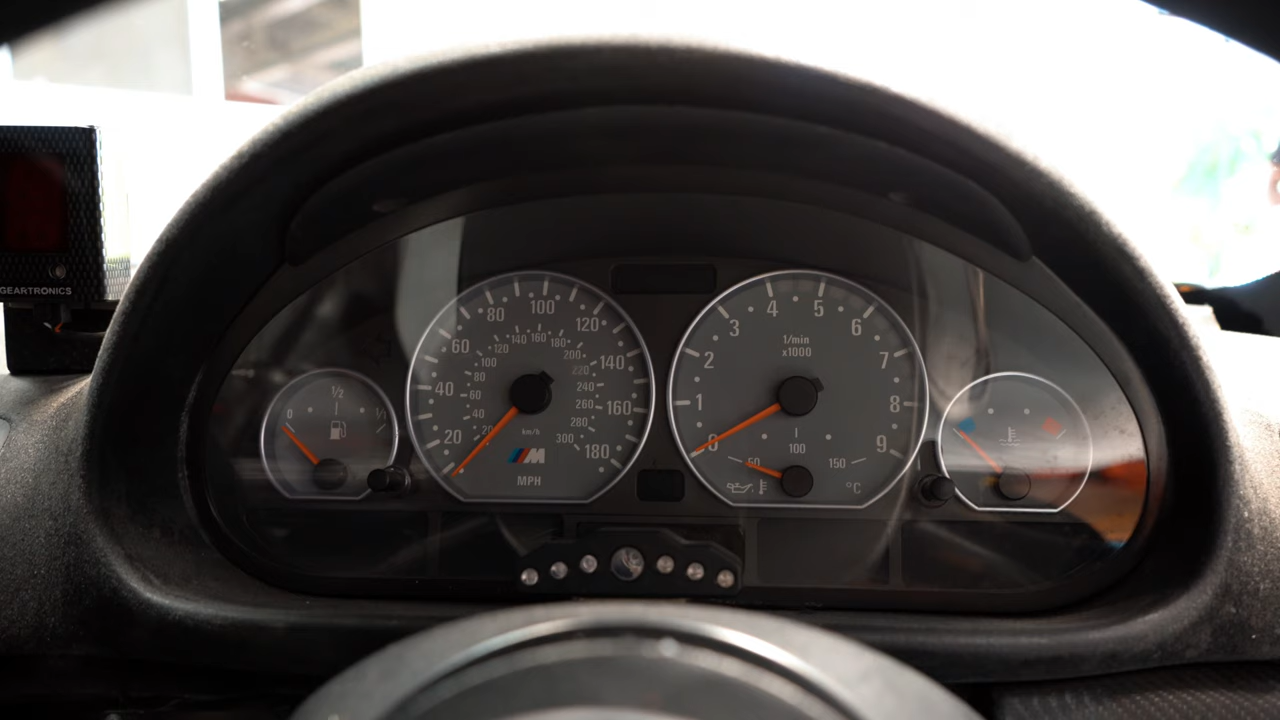 GEARTRONICS
0 1/2 1/1
20 40 60 80 100 120 140 160 180
20 40 60 80 100 120 140 160 180 200 220 240 260 280 300
km/h
M
MPH
0 1 2 3 4 5 6 7 8 9
1/min
x1000
50 100 150
°C